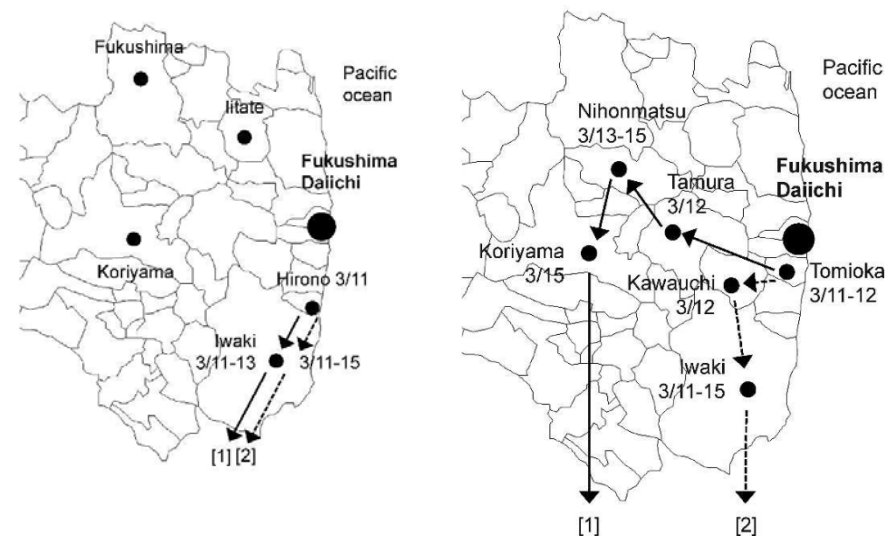 Fukushima
Pacific
ocean
Iitate
Fukushima
Daiichi
Koriyama
Hirono 3/11
Iwaki
3/11-13
3/11-15
[1] [2]
Pacific
ocean
Nihonmatsu
3/13-15
Fukushima
Daiichi
Tamura
3/12
Koriyama
3/15
Kawauchi
3/12
Tomioka
3/11-12
Iwaki
3/11-15
[1]
[2]